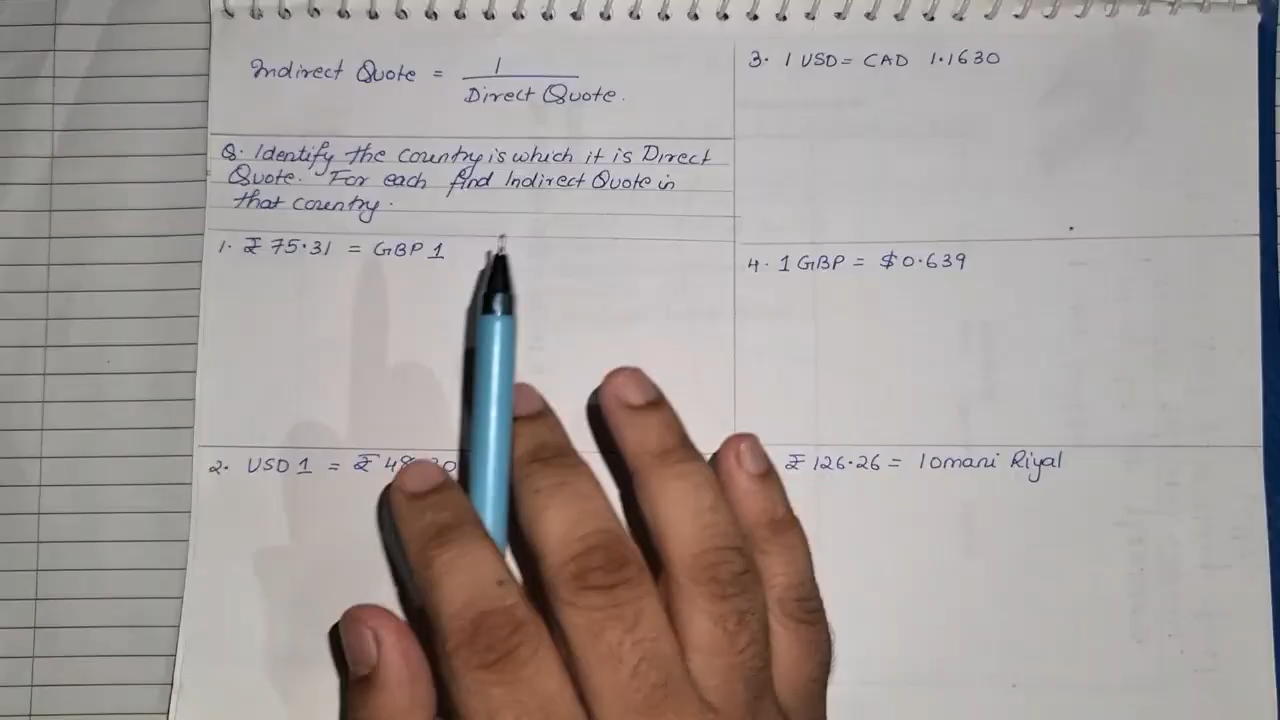 Indirect Quote = 1
Direct Quote.
Q. Identify the country is which it is Direct
Quote. For each find Indirect Quote in
that country.
1. ₹ 75.31 = GBP 1
2. USD 1 = ₹
3. 1 USD = CAD 1.1630
4. 1 GBP = $ 0.639
₹ 126.26 = 1 Omani Riyal